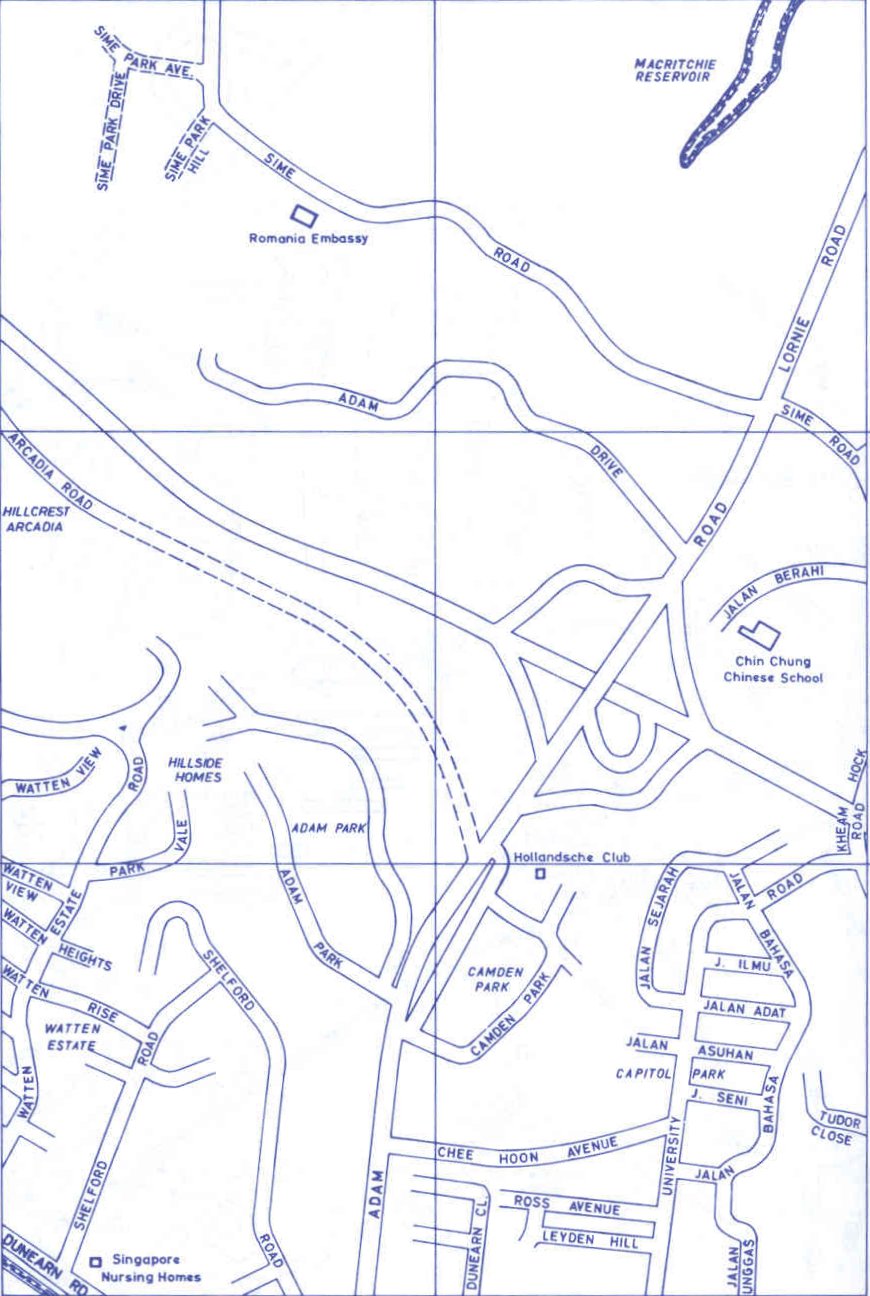 SIME
PARK AVE.
SIME PARK DRIVE
SIME PARK
HILL
MACRITCHIE
RESERVOIR
SIME
ROAD
Romania Embassy
LORNIE
ROAD
SIME
ROAD
ADAM
DRIVE
ROAD
ARCADIA ROAD
HILLCREST
ARCADIA
JALAN BERAHI
Chin Chung
Chinese School
WATTEN VIEW
ROAD
HILLSIDE
HOMES
ADAM PARK
PARK
VALE
HOCK
KHEAM
ROAD
Hollandsche Club
WATTEN
VIEW
ESTATE
WATTEN
HEIGHTS
WATTEN
RISE
WATTEN
ESTATE
ROAD
WATTEN
SHELFORD
ADAM
PARK
CAMDEN
PARK
CAMDEN PARK
JALAN SEJARAH
JALAN
BAHASA
ROAD
J. ILMU
JALAN ADAT
JALAN
ASUHAN
CAPITOL PARK
J. SENI
BAHASA
TUDOR
CLOSE
CHEE HOON AVENUE
UNIVERSITY
JALAN
ADAM
SHELFORD
ROSS AVENUE
LEYDEN HILL
DUNEARN CL.
ROAD
JALAN
UNGGAS
DUNEARN RD
Singapore
Nursing Homes